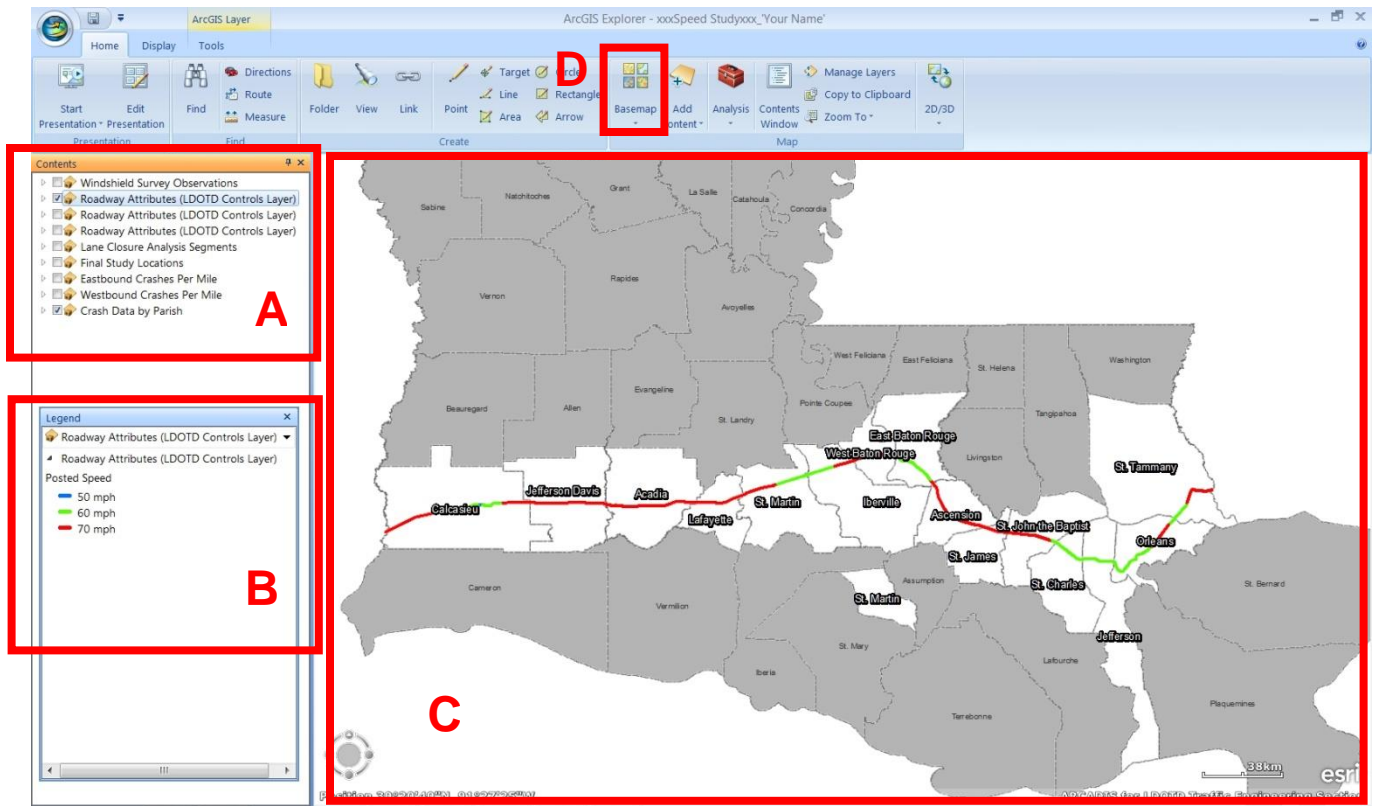 ArcGIS Layer
ArcGIS Explorer - xxxSpeed Studyxxx_'Your Name'
Home Display Tools
D
Directions
Route
Measure
Target
Line
Area
Circle
Rectangle
Arrow
Manage Layers
Copy to Clipboard
Zoom To
Start Presentation
Edit Presentation
Find
Folder
View
Link
Point
Basemap
Add Content
Analysis
Contents Window
2D/3D
Presentation
Find
Create
Map
Contents
Windshield Survey Observations
Roadway Attributes (LDOTD Controls Layer)
Roadway Attributes (LDOTD Controls Layer)
Roadway Attributes (LDOTD Controls Layer)
Lane Closure Analysis Segments
Final Study Locations
Eastbound Crashes Per Mile
Westbound Crashes Per Mile
Crash Data by Parish
A
Legend
Roadway Attributes (LDOTD Controls Layer)
Roadway Attributes (LDOTD Controls Layer)
Posted Speed
50 mph
60 mph
70 mph
B
Sabine
Natchitoches
Grant
La Salle
Catahoula
Concordia
Vernon
Rapides
Avoyelles
West Feliciana
East Feliciana
St. Helena
Washington
Beauregard
Allen
Evangeline
St. Landry
Pointe Coupee
Tangipahoa
East Baton Rouge
West Baton Rouge
Livingston
St. Tammany
Calcasieu
Jefferson Davis
Acadia
Lafayette
St. Martin
Iberville
Ascension
St. John the Baptist
Orleans
St. James
Cameron
Vermilion
St. Martin
Assumption
St. Charles
St. Bernard
Jefferson
St. Mary
Iberia
Lafourche
Terrebonne
Plaquemines
C
38km
esri
ARCADIS for LDOTD Traffic Engineering Section